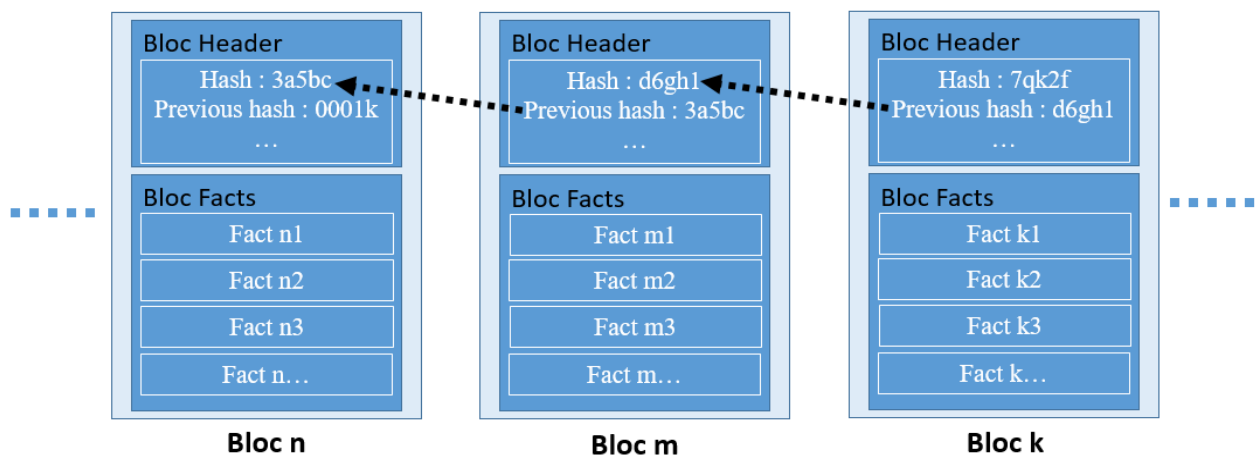 Bloc Header
Hash : 3a5bc
Previous hash : 0001k
…
Bloc Facts
Fact n1
Fact n2
Fact n3
Fact n…
Bloc n
Bloc Header
Hash : d6gh1
Previous hash : 3a5bc
…
Bloc Facts
Fact m1
Fact m2
Fact m3
Fact m…
Bloc m
Bloc Header
Hash : 7qk2f
Previous hash : d6gh1
…
Bloc Facts
Fact k1
Fact k2
Fact k3
Fact k…
Bloc k